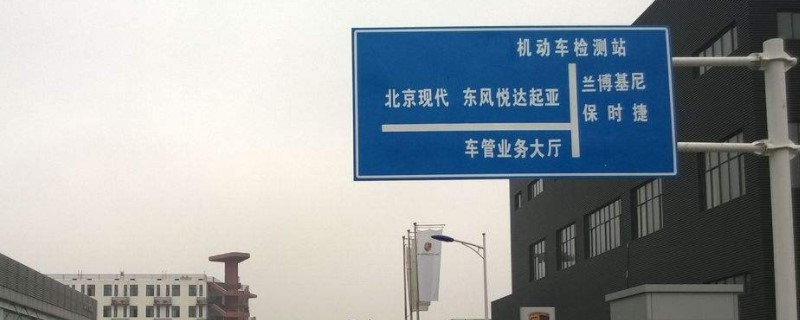 机动车检测站
北京现代 东风悦达起亚
兰博基尼
保时捷
车管业务大厅